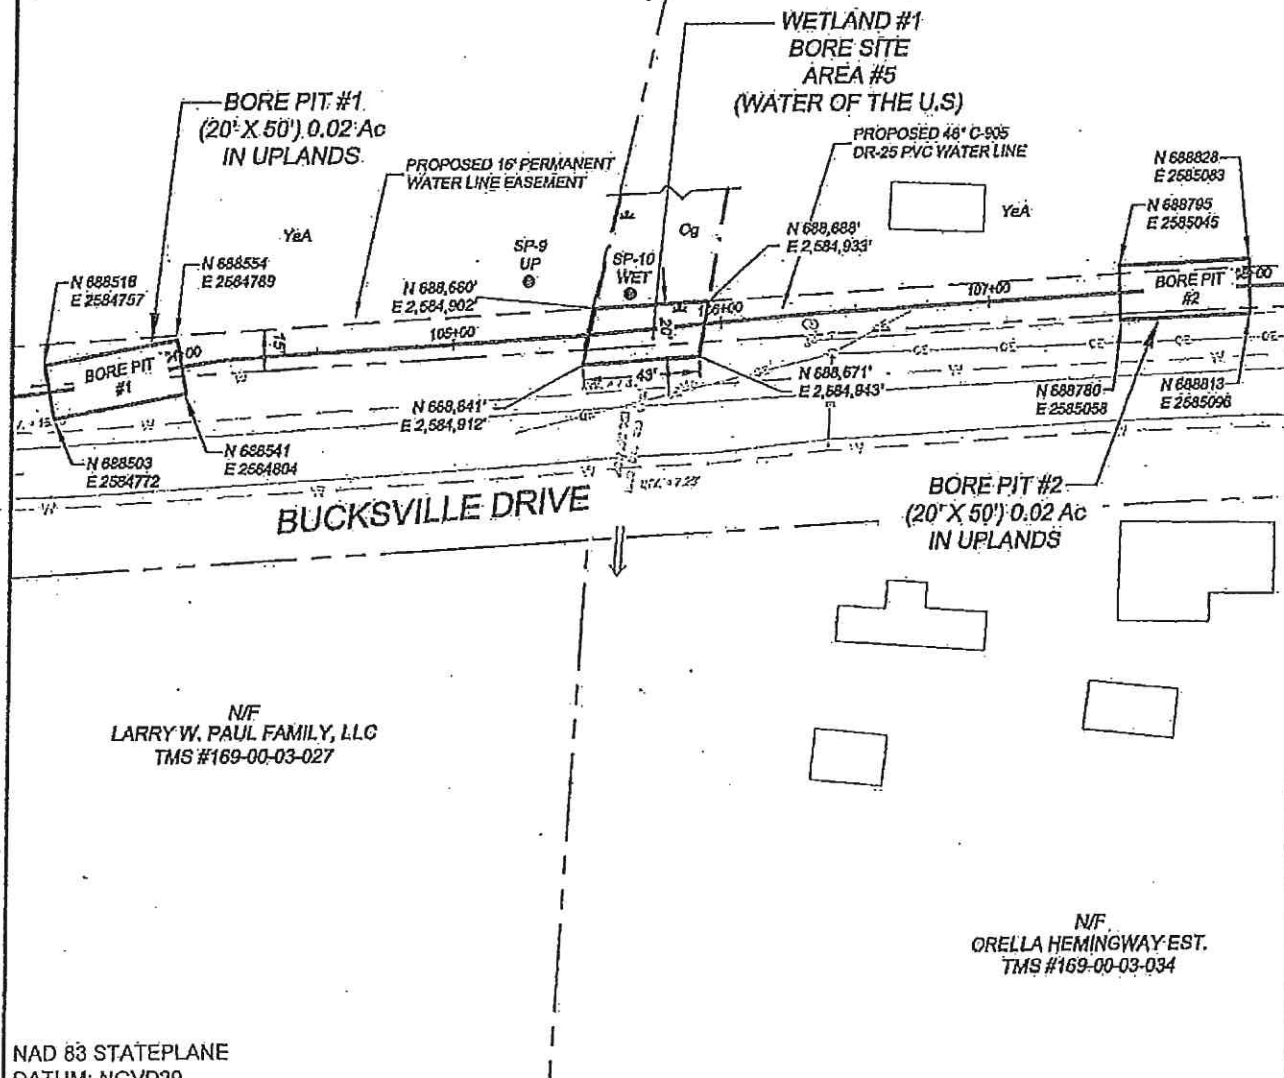 WETLAND #1
BORE SITE
AREA #5
(WATER OF THE U.S)
BORE PIT #1
(20' X 50') 0.02 Ac
IN UPLANDS
PROPOSED 15' PERMANENT
WATER LINE EASEMENT
PROPOSED 48" C-905
DR-25 PVC WATER LINE
N 688828
E 2585083
N 688795
E 2585045
YeA
YeA
Cg
SP-9
UP
SP-10
WET
N 688,688'
E 2,584,933'
N 688518
E 2584757
N 688554
E 2584789
N 688,660'
E 2,584,902'
105+00
107+00
15'
20'
43'
BORE PIT
#1
BORE PIT
#2
N 688,641'
E 2,584,912'
N 688,671'
E 2,584,943'
N 688780
E 2585058
N 688813
E 2585096
N 688503
E 2584772
N 688541
E 2584804
BUCKSVILLE DRIVE
BORE PIT #2
(20' X 50') 0.02 Ac
IN UPLANDS
N/F
LARRY W. PAUL FAMILY, LLC
TMS #169-00-03-027
N/F
ORELLA HEMINGWAY EST.
TMS #169-00-03-034
NAD 83 STATEPLANE
DATUM: NGVD29